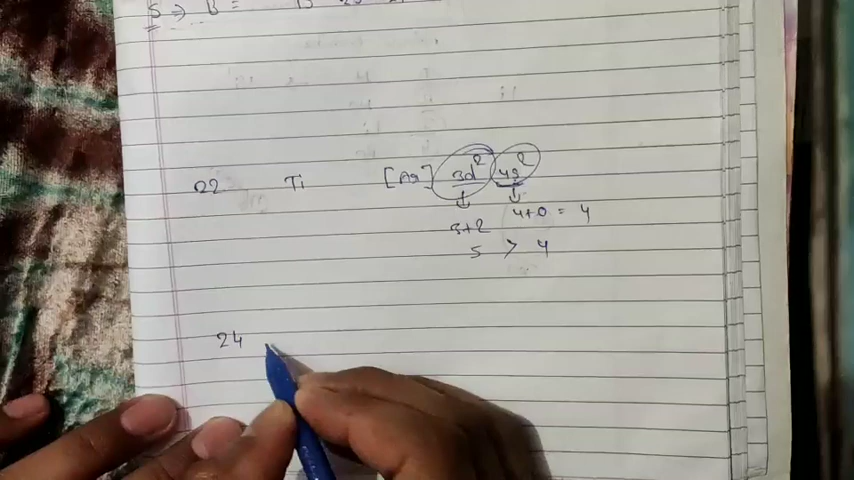 S → B =
22 Ti [Ar] 3d² 4s²
3+2 4+0 = 4
5 > 4
24